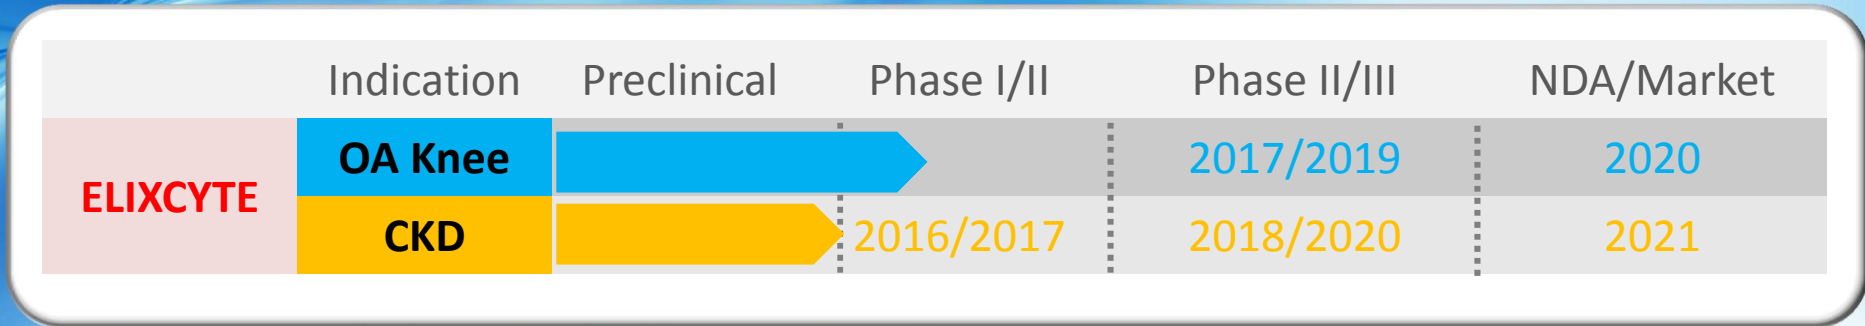 Indication Preclinical Phase I/II Phase II/III NDA/Market
ELIXCYTE
OA Knee 2017/2019 2020
CKD 2016/2017 2018/2020 2021